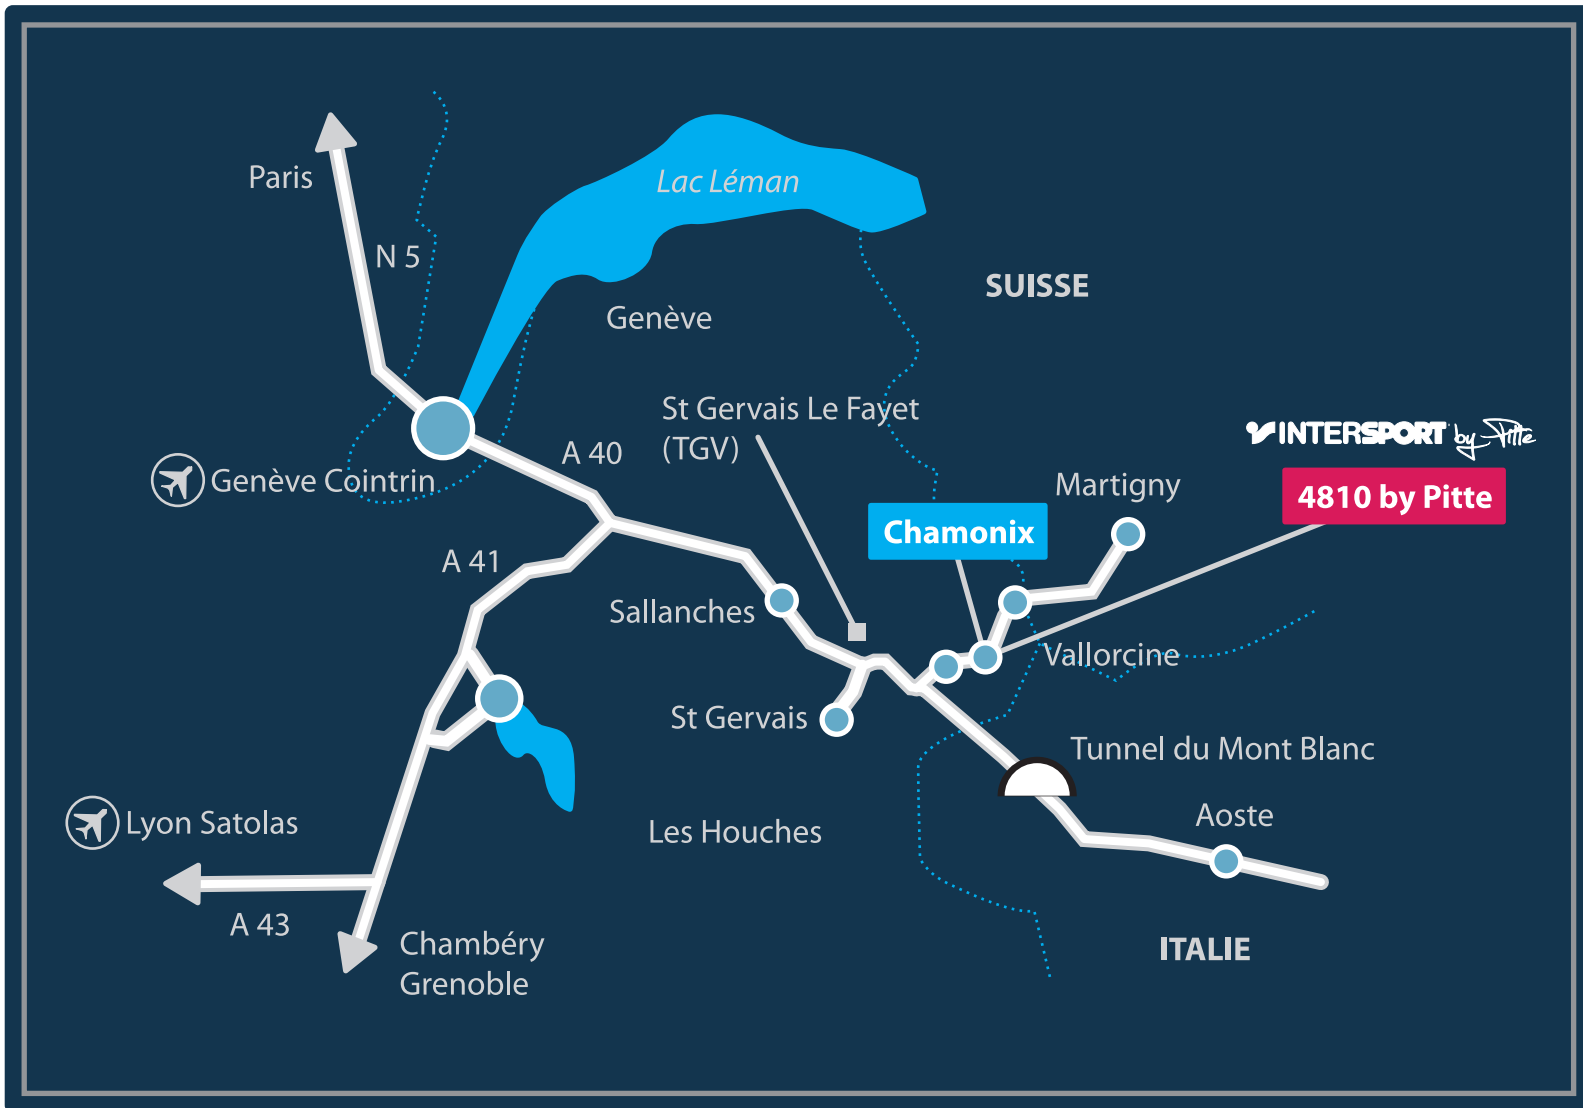 Paris
Lac Léman
N 5
SUISSE
Genève
St Gervais Le Fayet
(TGV)
INTERSPORT by Pitte
A 40
Genève Cointrin
Martigny
4810 by Pitte
Chamonix
A 41
Sallanches
Vallorcine
St Gervais
Tunnel du Mont Blanc
Lyon Satolas
Les Houches
Aoste
A 43
Chambéry
Grenoble
ITALIE